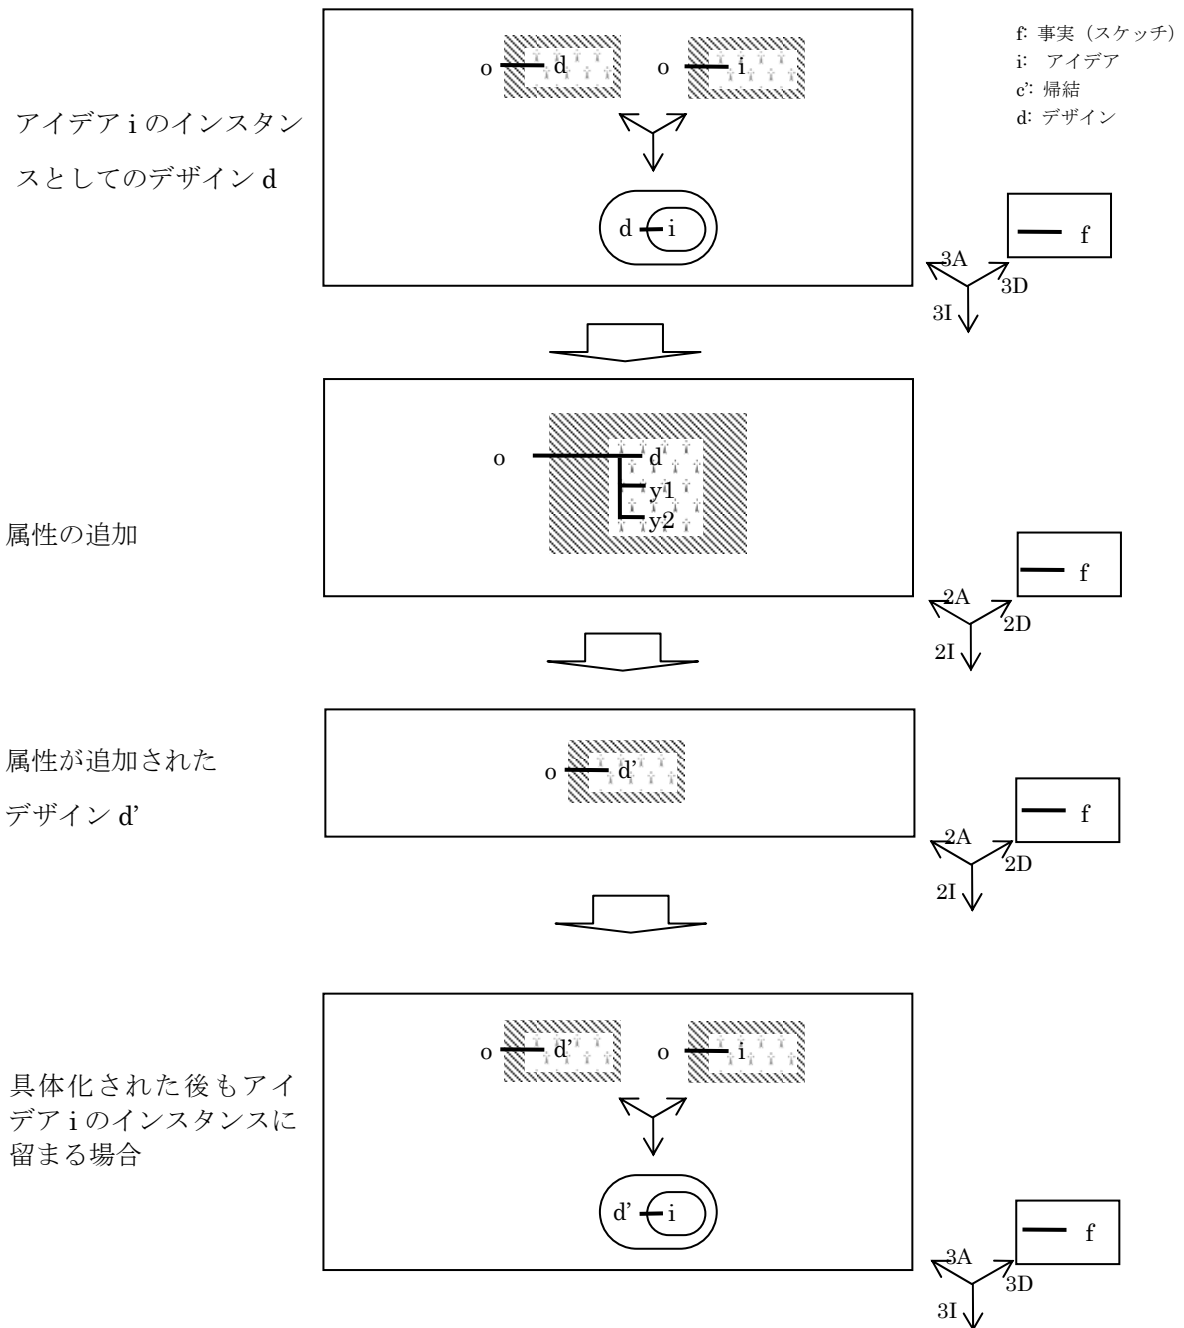 f: 事実（スケッチ）
i: アイデア
c’: 帰結
d: デザイン
アイデア i のインスタン
スとしてのデザイン d
o d o i
d i
f
3A
3D
3I
属性の追加
o d
y1
y2
f
2A
2D
2I
属性が追加された
デザイン d’
o d’
f
2A
2D
2I
具体化された後もアイ
デア i のインスタンスに
留まる場合
o d’ o i
d’ i
f
3A
3D
3I